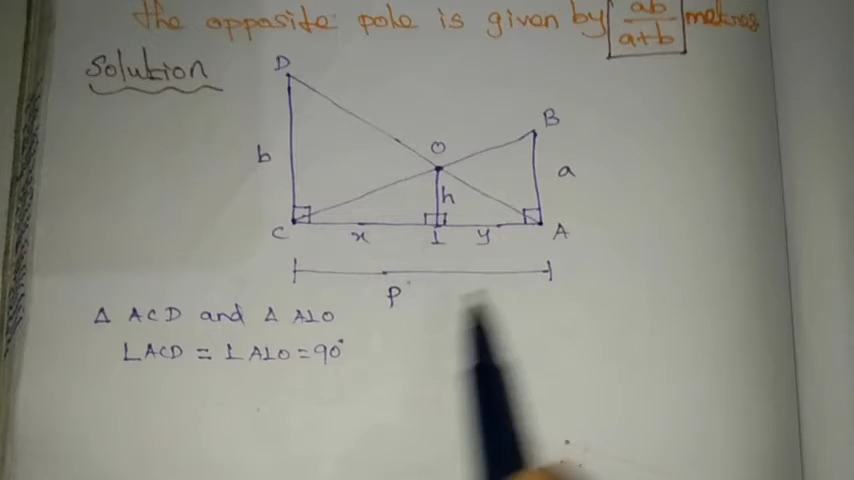 the opposite pole is given by ab/a+b metres
Solution
D
B
O
b
h
a
C
x
L
y
A
P
Δ ACD and Δ ALO
∠ACD = ∠ALO = 90°